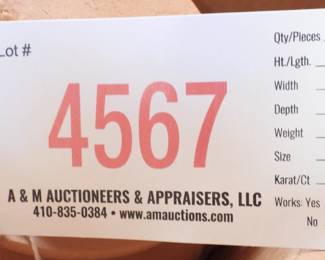 Lot #
4567
A & M AUCTIONEERS & APPRAISERS, LLC
410-835-0384 • www.amauctions.com
Qty/Pieces
Ht./Lgth.
Width
Depth
Weight
Size
Karat/Ct
Works: Yes
No